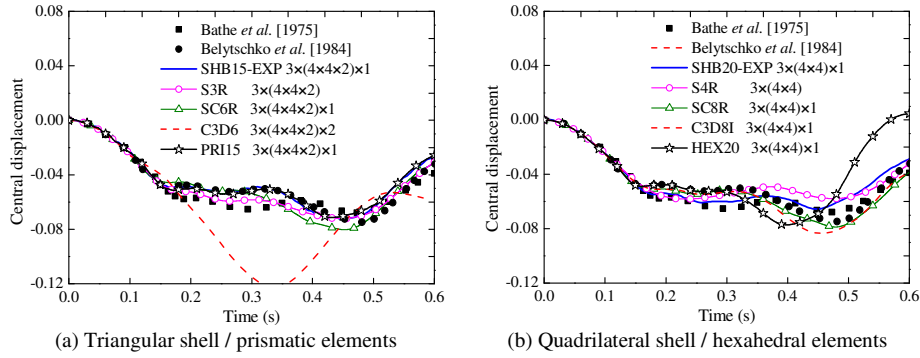 Bathe et al. [1975]
Belytschko et al. [1984]
SHB15-EXP 3×(4×4×2)×1
S3R 3×(4×4×2)
SC6R 3×(4×4×2)×1
C3D6 3×(4×4×2)×2
PRI15 3×(4×4×2)×1
0.08
0.04
0.00
-0.04
-0.08
-0.12
Central displacement
0.0 0.1 0.2 0.3 0.4 0.5 0.6
Time (s)
(a) Triangular shell / prismatic elements
Bathe et al. [1975]
Belytschko et al. [1984]
SHB20-EXP 3×(4×4)×1
S4R 3×(4×4)
SC8R 3×(4×4)×1
C3D8I 3×(4×4)×1
HEX20 3×(4×4)×1
0.08
0.04
0.00
-0.04
-0.08
-0.12
Central displacement
0.0 0.1 0.2 0.3 0.4 0.5 0.6
Time (s)
(b) Quadrilateral shell / hexahedral elements